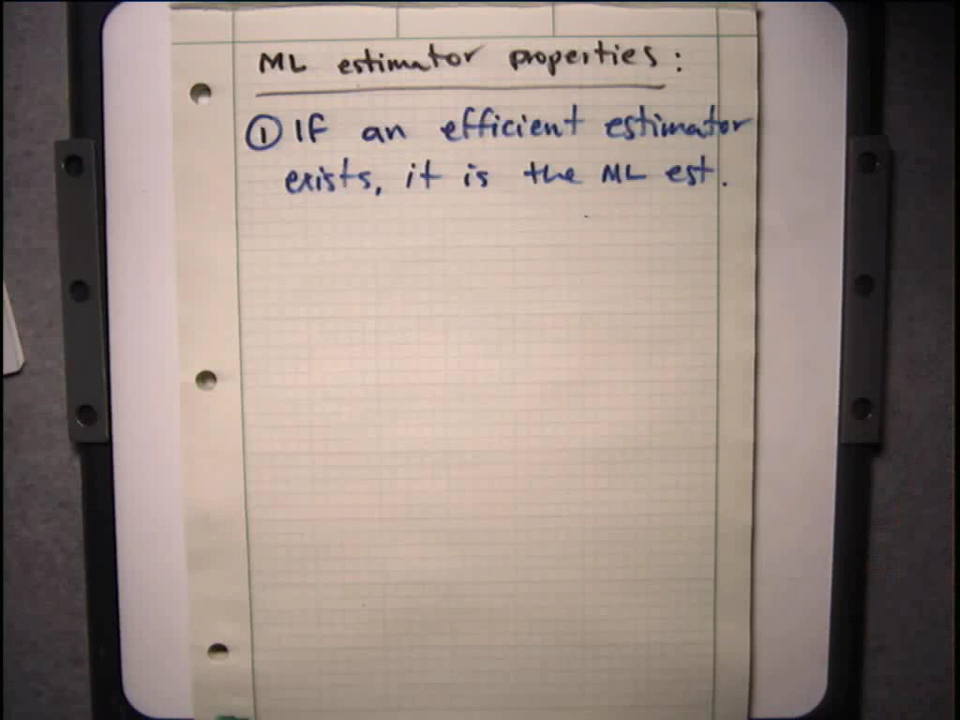 ML estimator properties:
① If an efficient estimator
exists, it is the ML est.